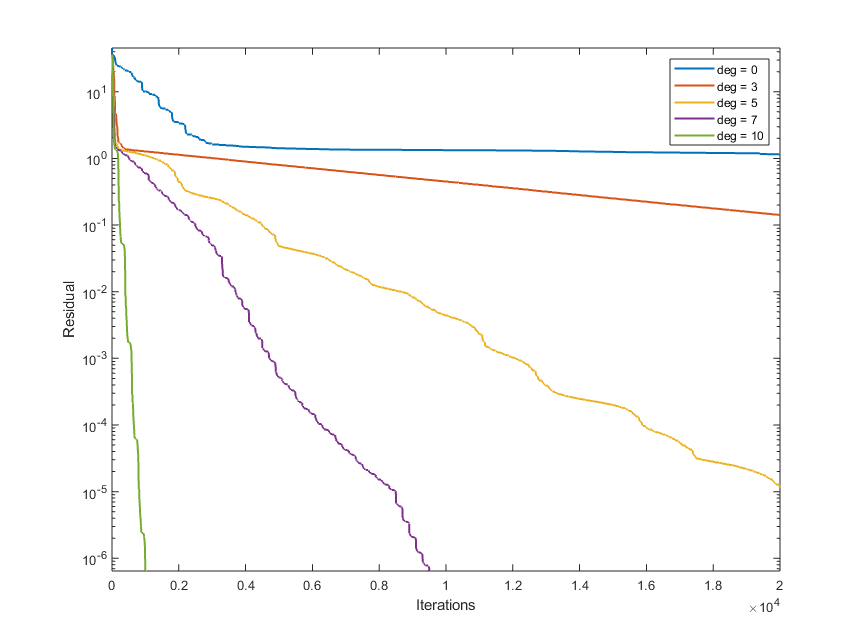 deg = 0
deg = 3
deg = 5
deg = 7
deg = 10
10^1
10^0
10^-1
10^-2
10^-3
10^-4
10^-5
10^-6
Residual
0 0.2 0.4 0.6 0.8 1 1.2 1.4 1.6 1.8 2
Iterations
×10^4